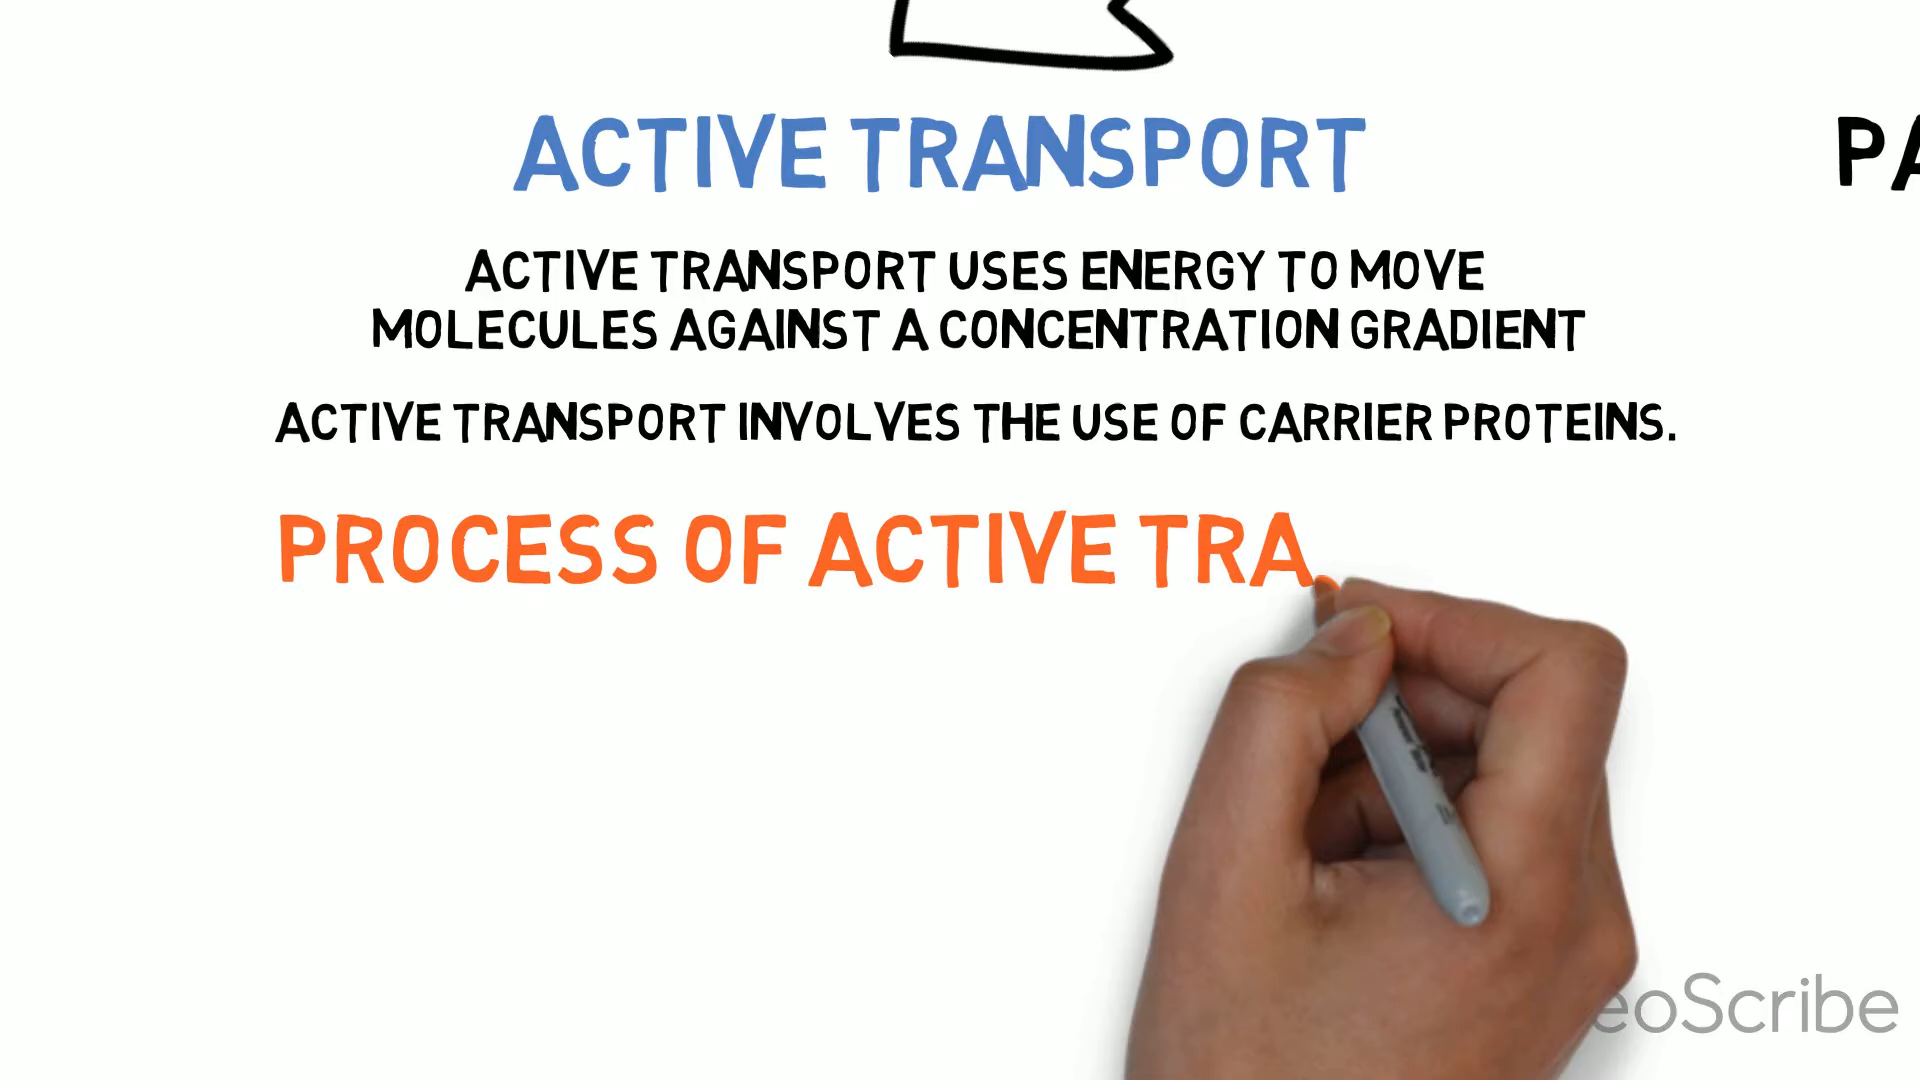 ACTIVE TRANSPORT
PA
ACTIVE TRANSPORT USES ENERGY TO MOVE
MOLECULES AGAINST A CONCENTRATION GRADIENT
ACTIVE TRANSPORT INVOLVES THE USE OF CARRIER PROTEINS.
PROCESS OF ACTIVE TRA
eoScribe